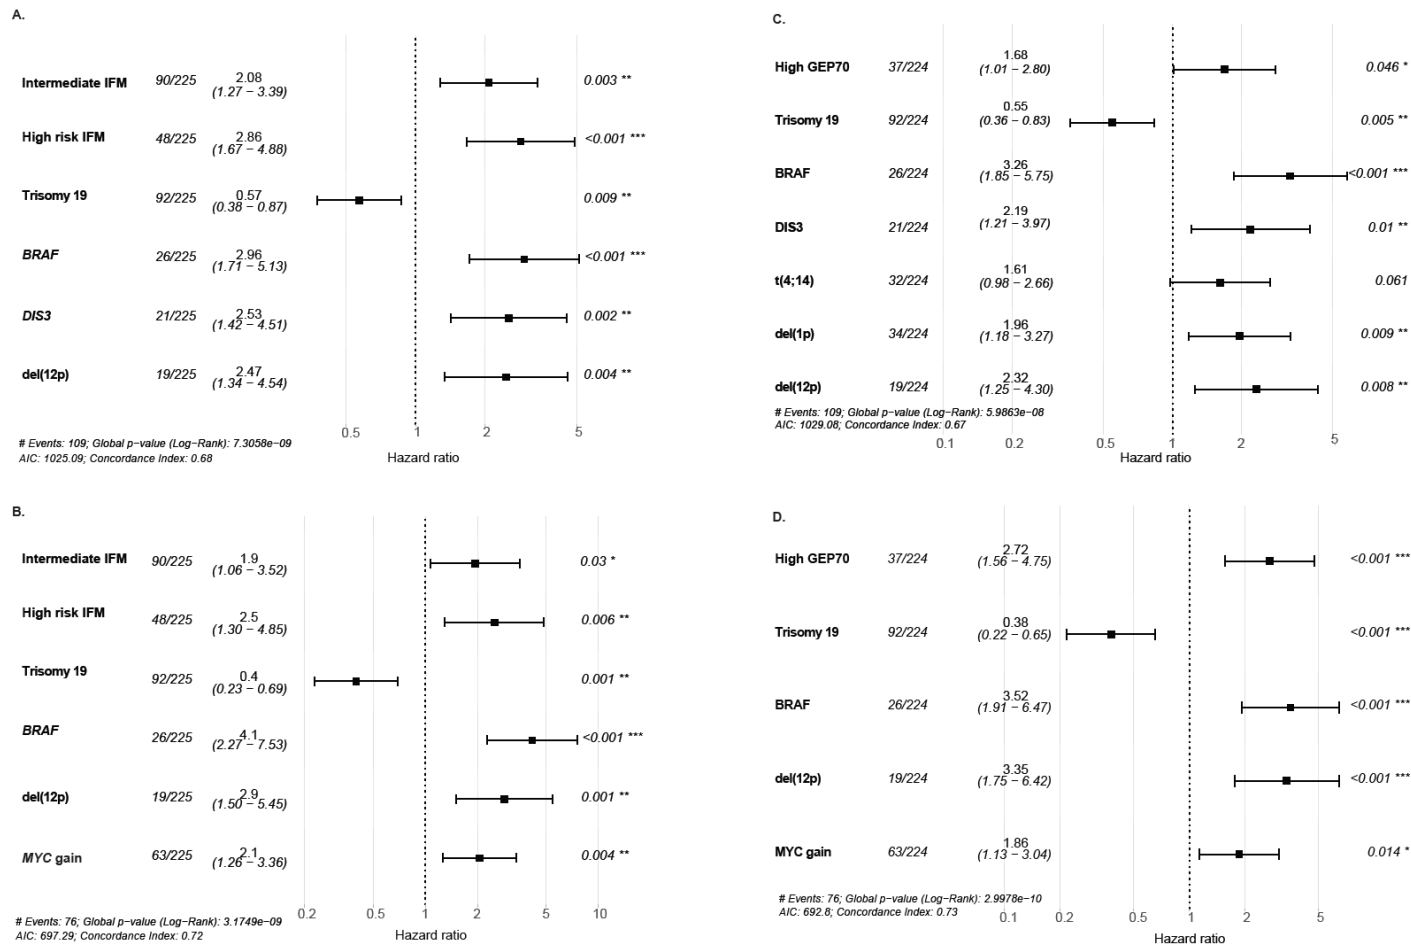 A.
Intermediate IFM 90/225 2.08 (1.27 − 3.39) 0.003 **
High risk IFM 48/225 2.86 (1.67 − 4.88) <0.001 ***
Trisomy 19 92/225 0.57 (0.38 − 0.87) 0.009 **
BRAF 26/225 2.96 (1.71 − 5.13) <0.001 ***
DIS3 21/225 2.53 (1.42 − 4.51) 0.002 **
del(12p) 19/225 2.47 (1.34 − 4.54) 0.004 **
0.5 1 2 5
# Events: 109; Global p−value (Log−Rank): 7.3058e−09
AIC: 1025.09; Concordance Index: 0.68
Hazard ratio
B.
Intermediate IFM 90/225 1.9 (1.06 − 3.52) 0.03 *
High risk IFM 48/225 2.5 (1.30 − 4.85) 0.006 **
Trisomy 19 92/225 0.4 (0.23 − 0.69) 0.001 **
BRAF 26/225 4.1 (2.27 − 7.53) <0.001 ***
del(12p) 19/225 2.9 (1.50 − 5.45) 0.001 **
MYC gain 63/225 2.1 (1.26 − 3.36) 0.004 **
0.2 0.5 1 2 5 10
# Events: 76; Global p−value (Log−Rank): 3.1749e−09
AIC: 697.29; Concordance Index: 0.72
Hazard ratio
C.
High GEP70 37/224 1.68 (1.01 − 2.80) 0.046 *
Trisomy 19 92/224 0.55 (0.36 − 0.83) 0.005 **
BRAF 26/224 3.26 (1.85 − 5.75) <0.001 ***
DIS3 21/224 2.19 (1.21 − 3.97) 0.01 **
t(4;14) 32/224 1.61 (0.98 − 2.66) 0.061
del(1p) 34/224 1.96 (1.18 − 3.27) 0.009 **
del(12p) 19/224 2.32 (1.25 − 4.30) 0.008 **
# Events: 109; Global p−value (Log−Rank): 5.9863e−08
AIC: 1029.08; Concordance Index: 0.67
0.1 0.2 0.5 1 2 5
Hazard ratio
D.
High GEP70 37/224 2.72 (1.56 − 4.75) <0.001 ***
Trisomy 19 92/224 0.38 (0.22 − 0.65) <0.001 ***
BRAF 26/224 3.52 (1.91 − 6.47) <0.001 ***
del(12p) 19/224 3.35 (1.75 − 6.42) <0.001 ***
MYC gain 63/224 1.86 (1.13 − 3.04) 0.014 *
# Events: 76; Global p−value (Log−Rank): 2.9978e−10
AIC: 692.8; Concordance Index: 0.73
0.1 0.2 0.5 1 2 5
Hazard ratio